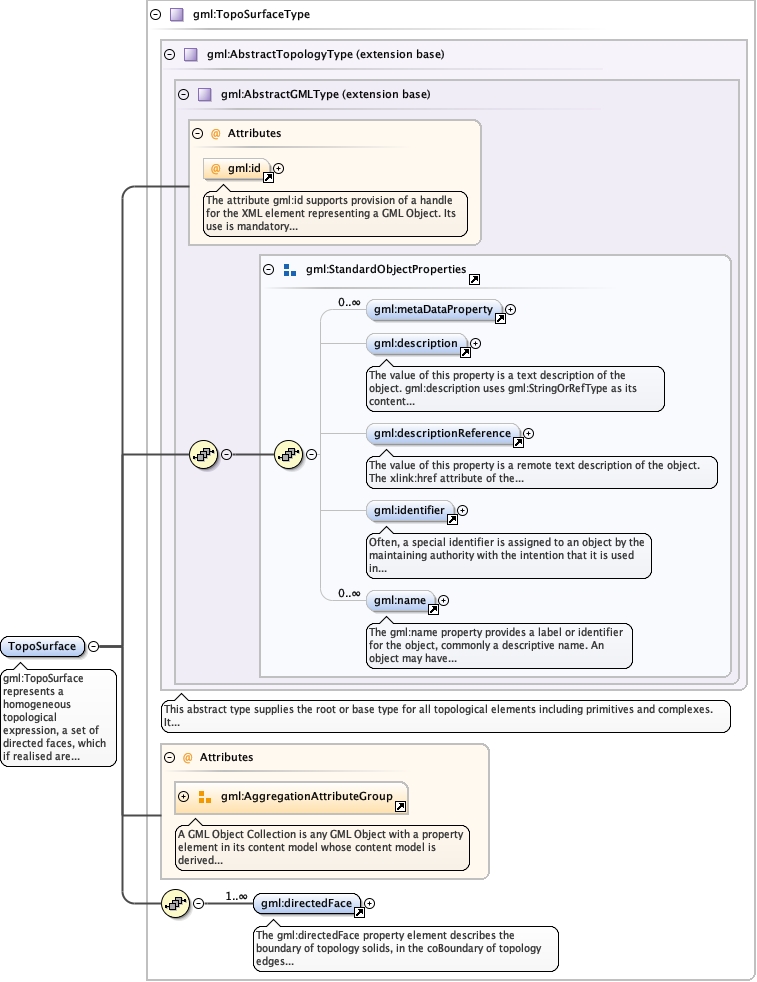 gml:TopoSurfaceType
gml:AbstractTopologyType (extension base)
gml:AbstractGMLType (extension base)
@ Attributes
@ gml:id
The attribute gml:id supports provision of a handle
for the XML element representing a GML Object. Its
use is mandatory...
gml:StandardObjectProperties
0..∞
gml:metaDataProperty
gml:description
The value of this property is a text description of the
object. gml:description uses gml:StringOrRefType as its
content...
gml:descriptionReference
The value of this property is a remote text description of the object.
The xlink:href attribute of the...
gml:identifier
Often, a special identifier is assigned to an object by the
maintaining authority with the intention that it is used
in...
0..∞
gml:name
The gml:name property provides a label or identifier
for the object, commonly a descriptive name. An
object may have...
TopoSurface
gml:TopoSurface
represents a
homogeneous
topological
expression, a set of
directed faces, which
if realised are...
This abstract type supplies the root or base type for all topological elements including primitives and complexes.
It...
@ Attributes
gml:AggregationAttributeGroup
A GML Object Collection is any GML Object with a property
element in its content model whose content model is
derived...
1..∞
gml:directedFace
The gml:directedFace property element describes the
boundary of topology solids, in the coBoundary of topology
edges...